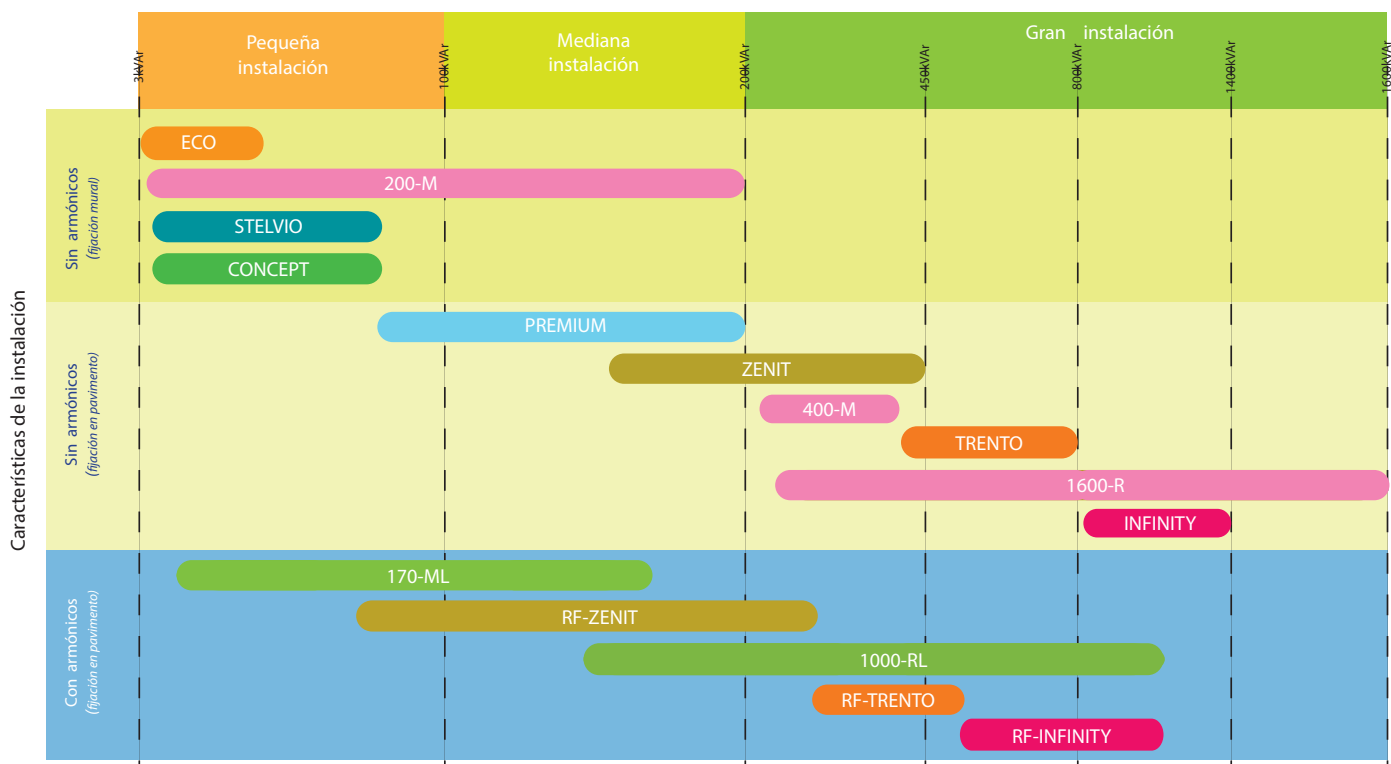 Pequeña
instalación
Mediana
instalación
Gran instalación
3kVAr
100kVAr
200kVAr
450kVAr
800kVAr
1400kVAr
1600kVAr
Características de la instalación
Sin armónicos
(fijación mural)
ECO
200-M
STELVIO
CONCEPT
Sin armónicos
(fijación en pavimento)
PREMIUM
ZENIT
400-M
TRENTO
1600-R
INFINITY
Con armónicos
(fijación en pavimento)
170-ML
RF-ZENIT
1000-RL
RF-TRENTO
RF-INFINITY